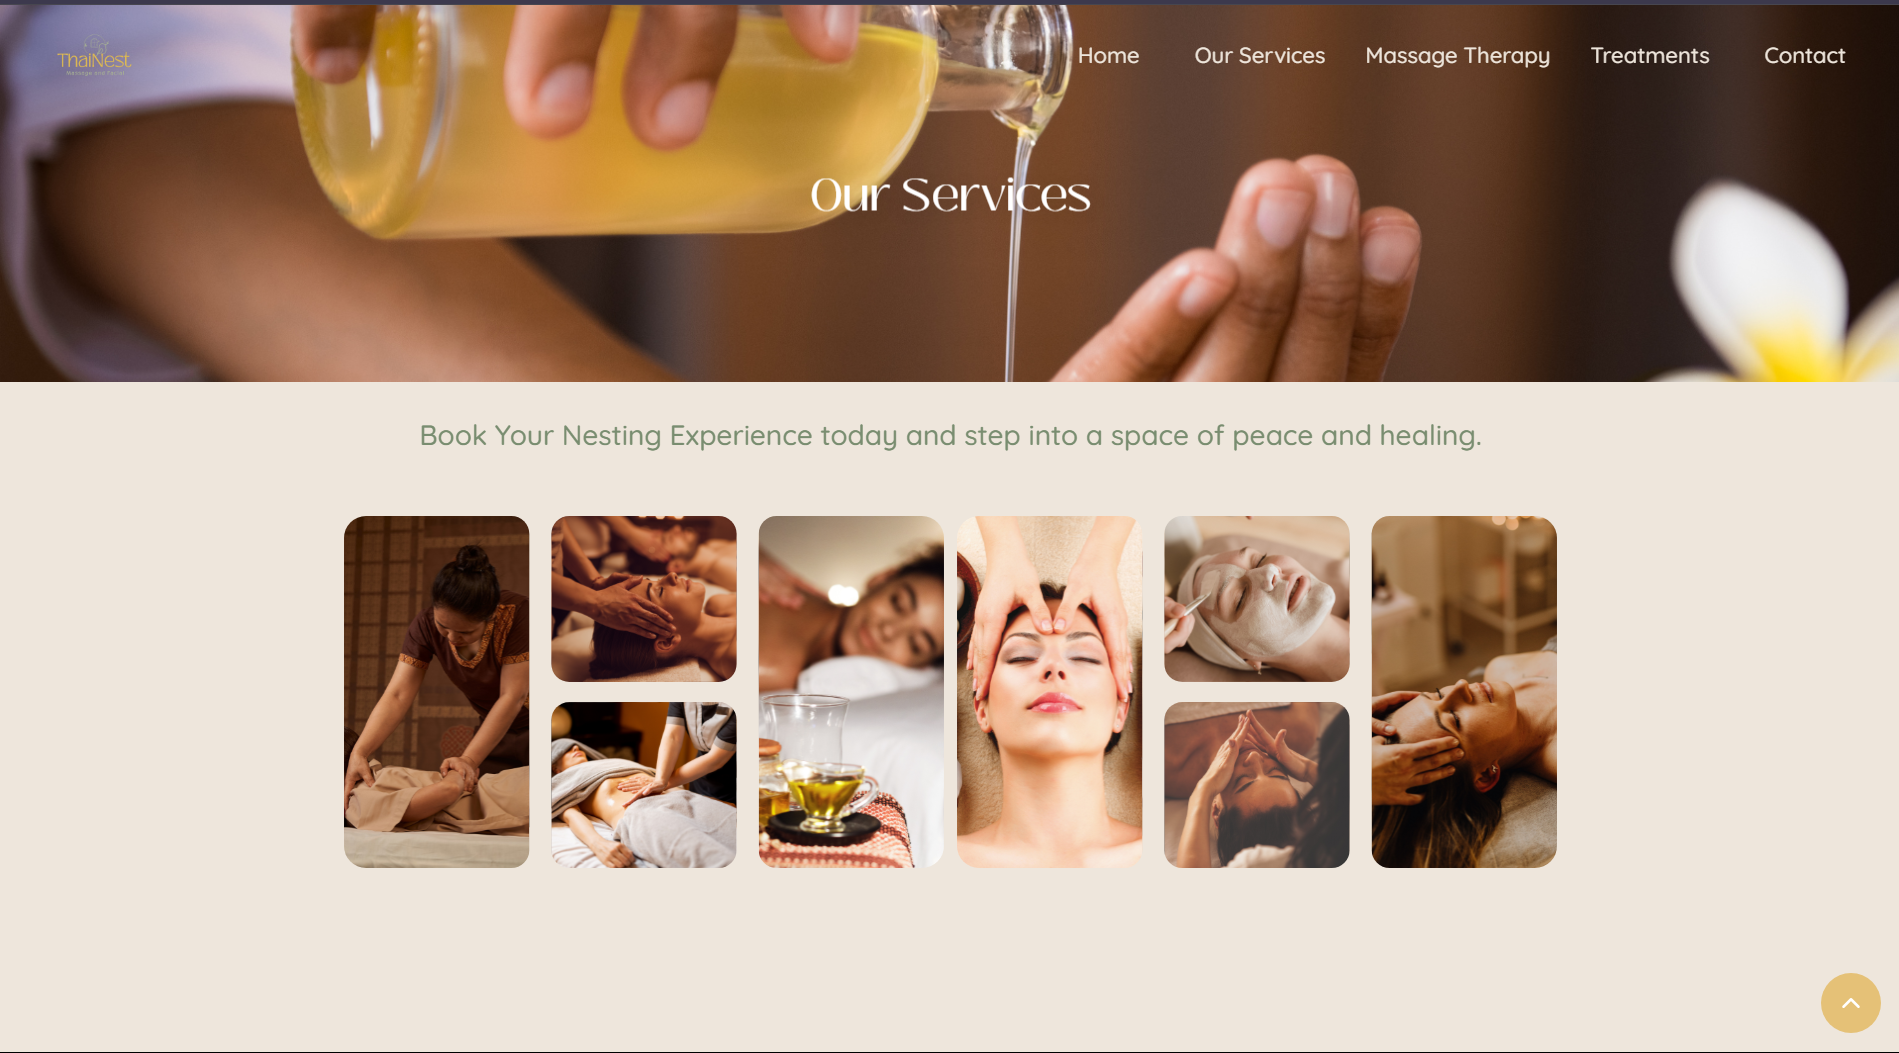 ThaiNest
Massage and Facial
Home Our Services Massage Therapy Treatments Contact
Our Services
Book Your Nesting Experience today and step into a space of peace and healing.